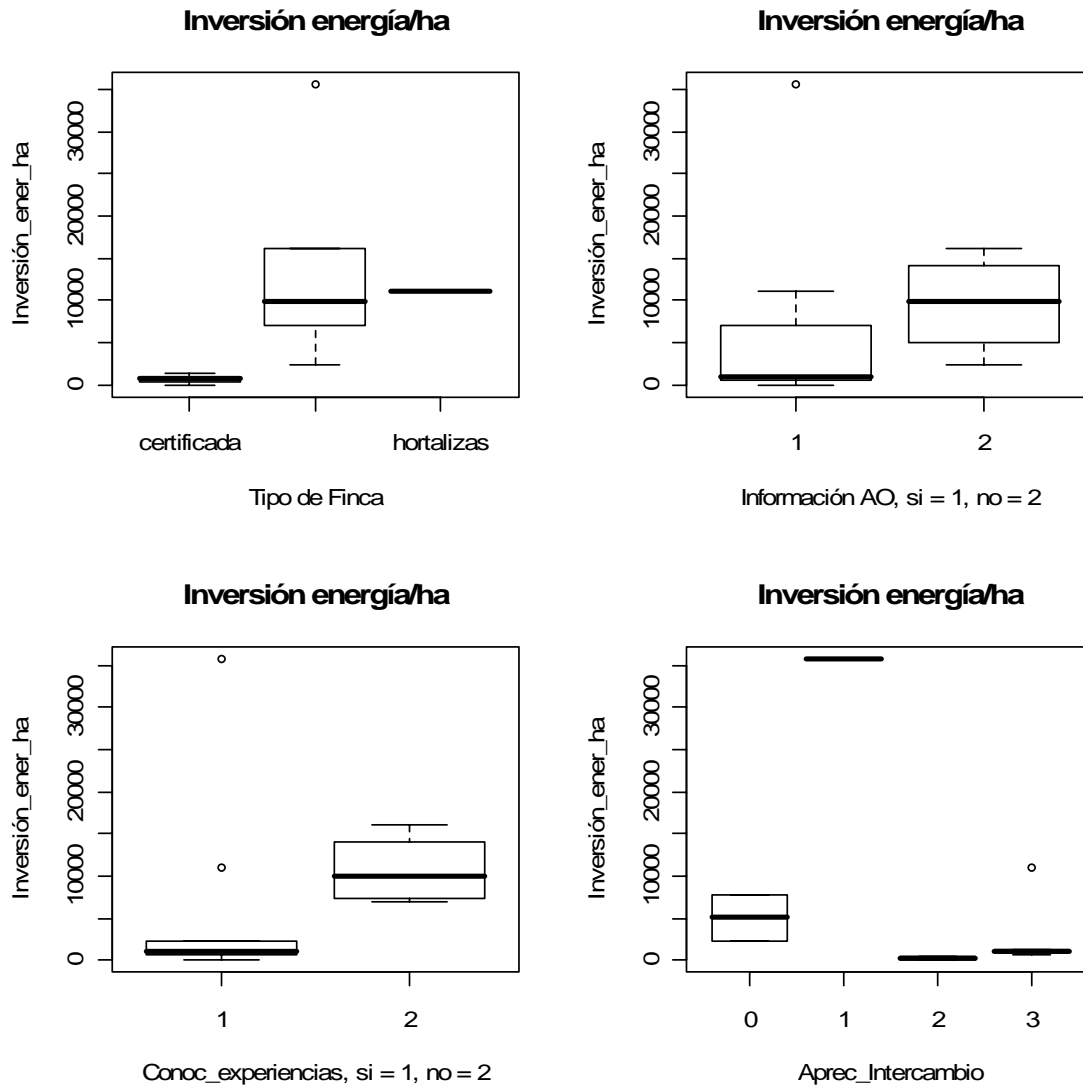 Inversión energía/ha
Inversión_ener_ha
0 10000 20000 30000
certificada hortalizas
Tipo de Finca
Inversión energía/ha
Inversión_ener_ha
0 10000 20000 30000
1 2
Información AO, si = 1, no = 2
Inversión energía/ha
Inversión_ener_ha
0 10000 20000 30000
1 2
Conoc_experiencias, si = 1, no = 2
Inversión energía/ha
Inversión_ener_ha
0 10000 20000 30000
0 1 2 3
Aprec_Intercambio